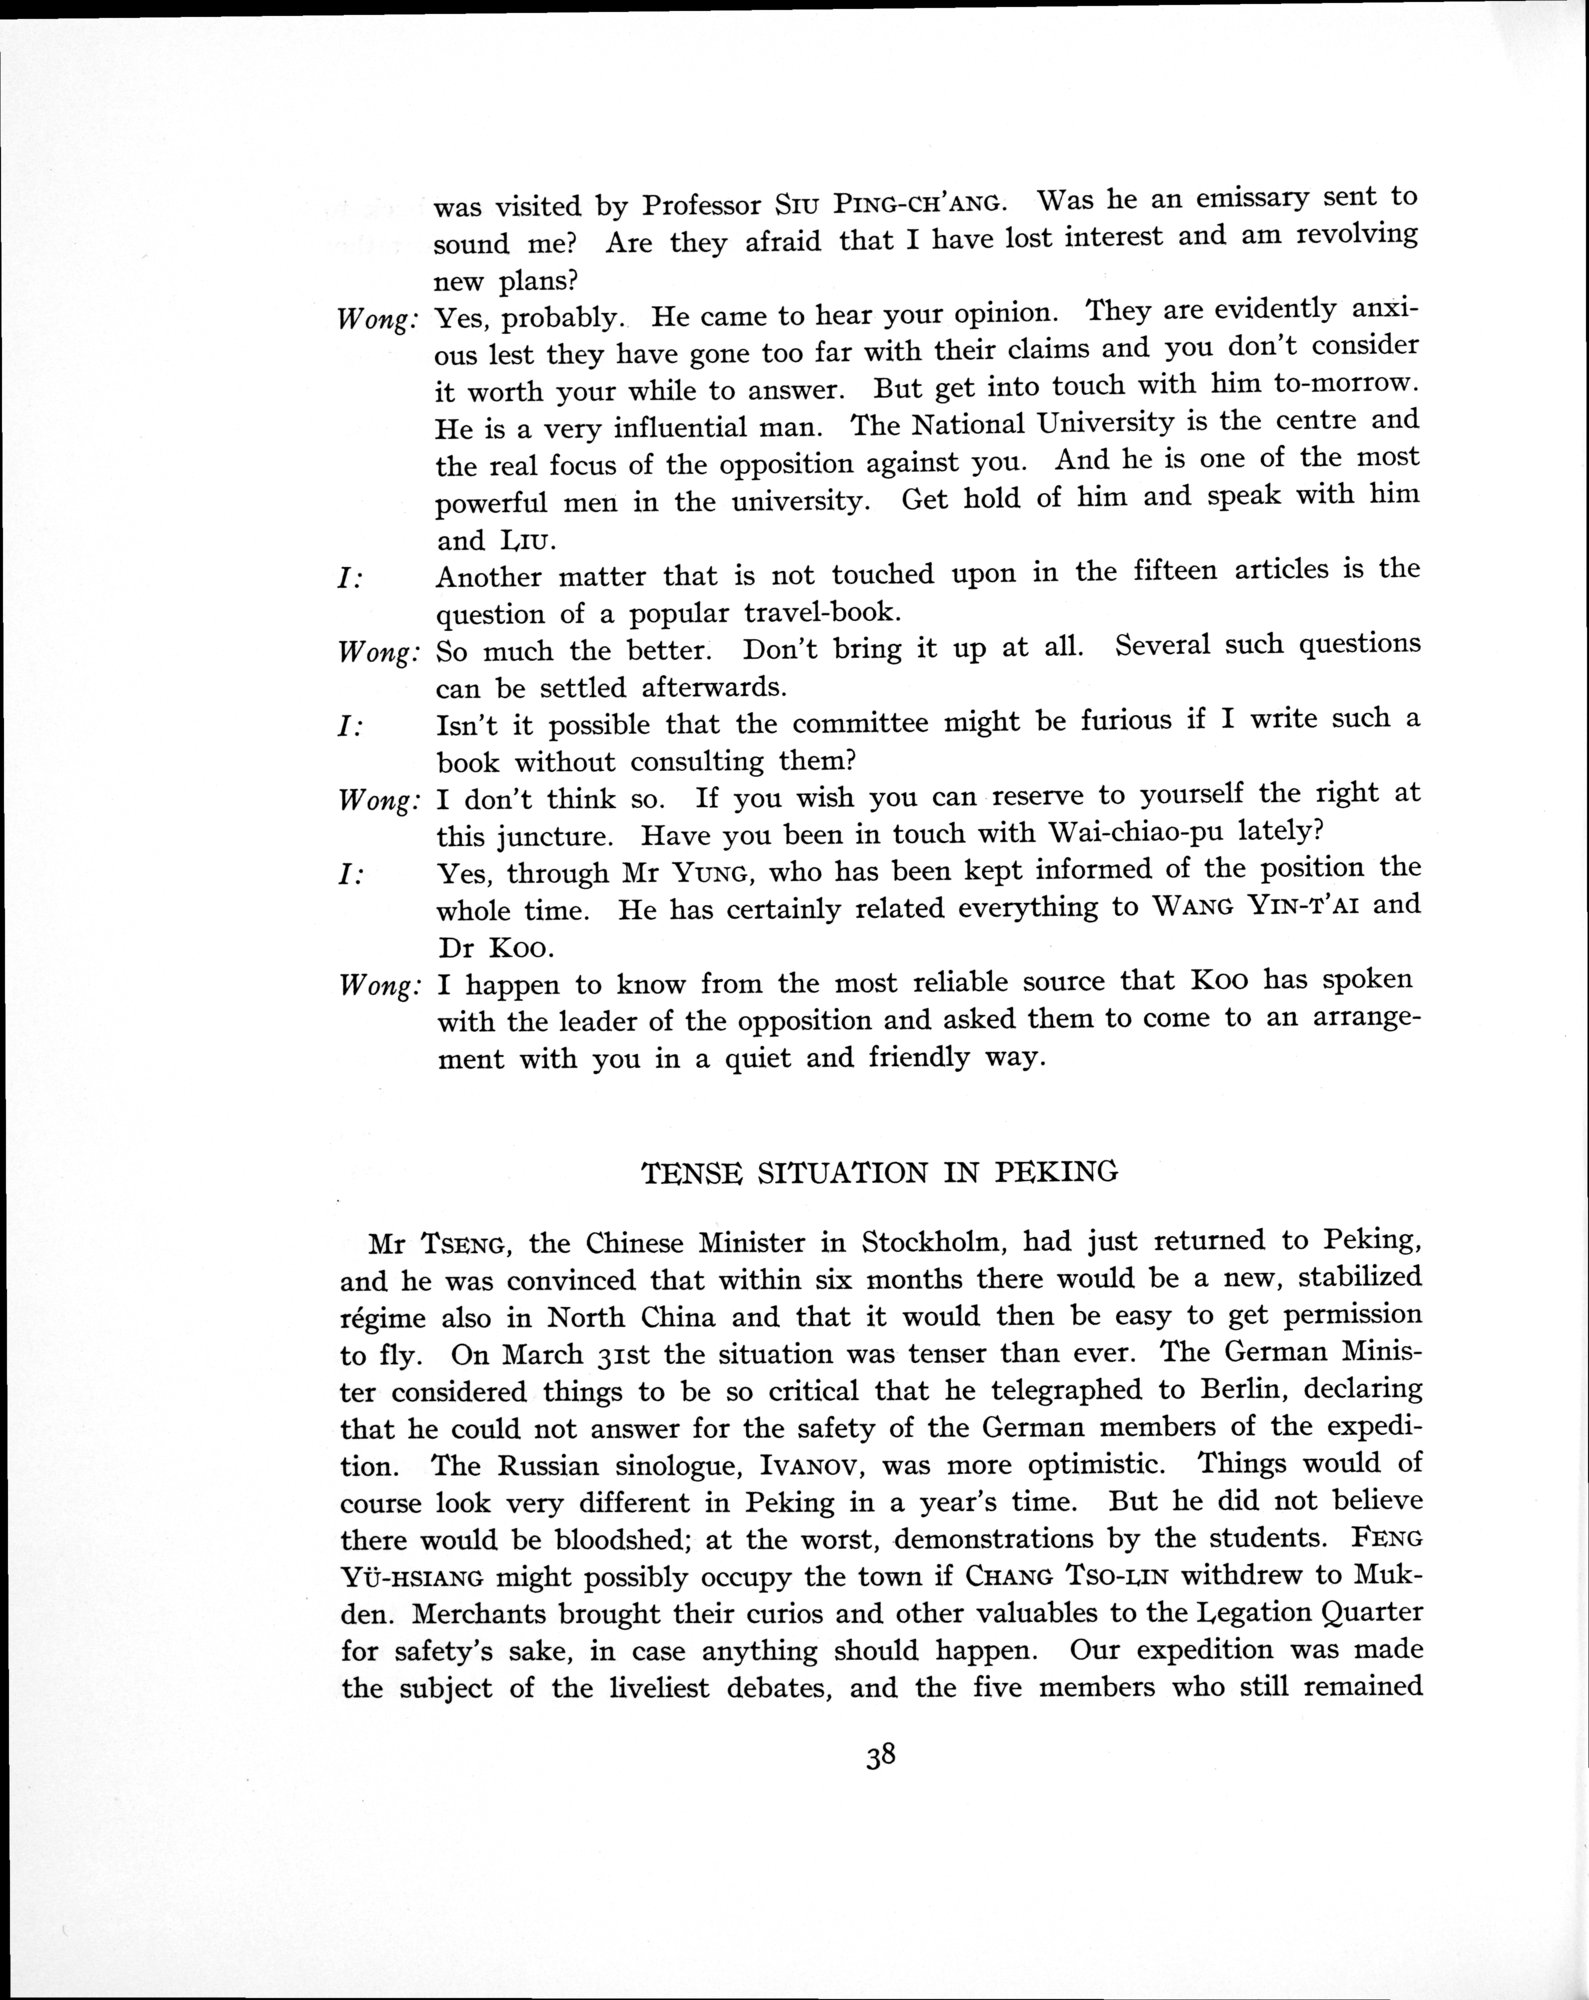 was visited by Professor SIU PING-CH'ANG. Was he an emissary sent to
sound me? Are they afraid that I have lost interest and am revolving
new plans?
Wong: Yes, probably. He came to hear your opinion. They are evidently anxi-
ous lest they have gone too far with their claims and you don't consider
it worth your while to answer. But get into touch with him to-morrow.
He is a very influential man. The National University is the centre and
the real focus of the opposition against you. And he is one of the most
powerful men in the university. Get hold of him and speak with him
and LIU.
I: Another matter that is not touched upon in the fifteen articles is the
question of a popular travel-book.
Wong: So much the better. Don't bring it up at all. Several such questions
can be settled afterwards.
I: Isn't it possible that the committee might be furious if I write such a
book without consulting them?
Wong: I don't think so. If you wish you can reserve to yourself the right at
this juncture. Have you been in touch with Wai-chiao-pu lately?
I: Yes, through Mr YUNG, who has been kept informed of the position the
whole time. He has certainly related everything to WANG YIN-T'AI and
Dr KOO.
Wong: I happen to know from the most reliable source that KOO has spoken
with the leader of the opposition and asked them to come to an arrange-
ment with you in a quiet and friendly way.
TENSE SITUATION IN PEKING
Mr TSENG, the Chinese Minister in Stockholm, had just returned to Peking,
and he was convinced that within six months there would be a new, stabilized
régime also in North China and that it would then be easy to get permission
to fly. On March 31st the situation was tenser than ever. The German Minis-
ter considered things to be so critical that he telegraphed to Berlin, declaring
that he could not answer for the safety of the German members of the expedi-
tion. The Russian sinologue, IVANOV, was more optimistic. Things would of
course look very different in Peking in a year's time. But he did not believe
there would be bloodshed; at the worst, demonstrations by the students. FENG
YÜ-HSIANG might possibly occupy the town if CHANG TSO-LIN withdrew to Muk-
den. Merchants brought their curios and other valuables to the Legation Quarter
for safety's sake, in case anything should happen. Our expedition was made
the subject of the liveliest debates, and the five members who still remained
38